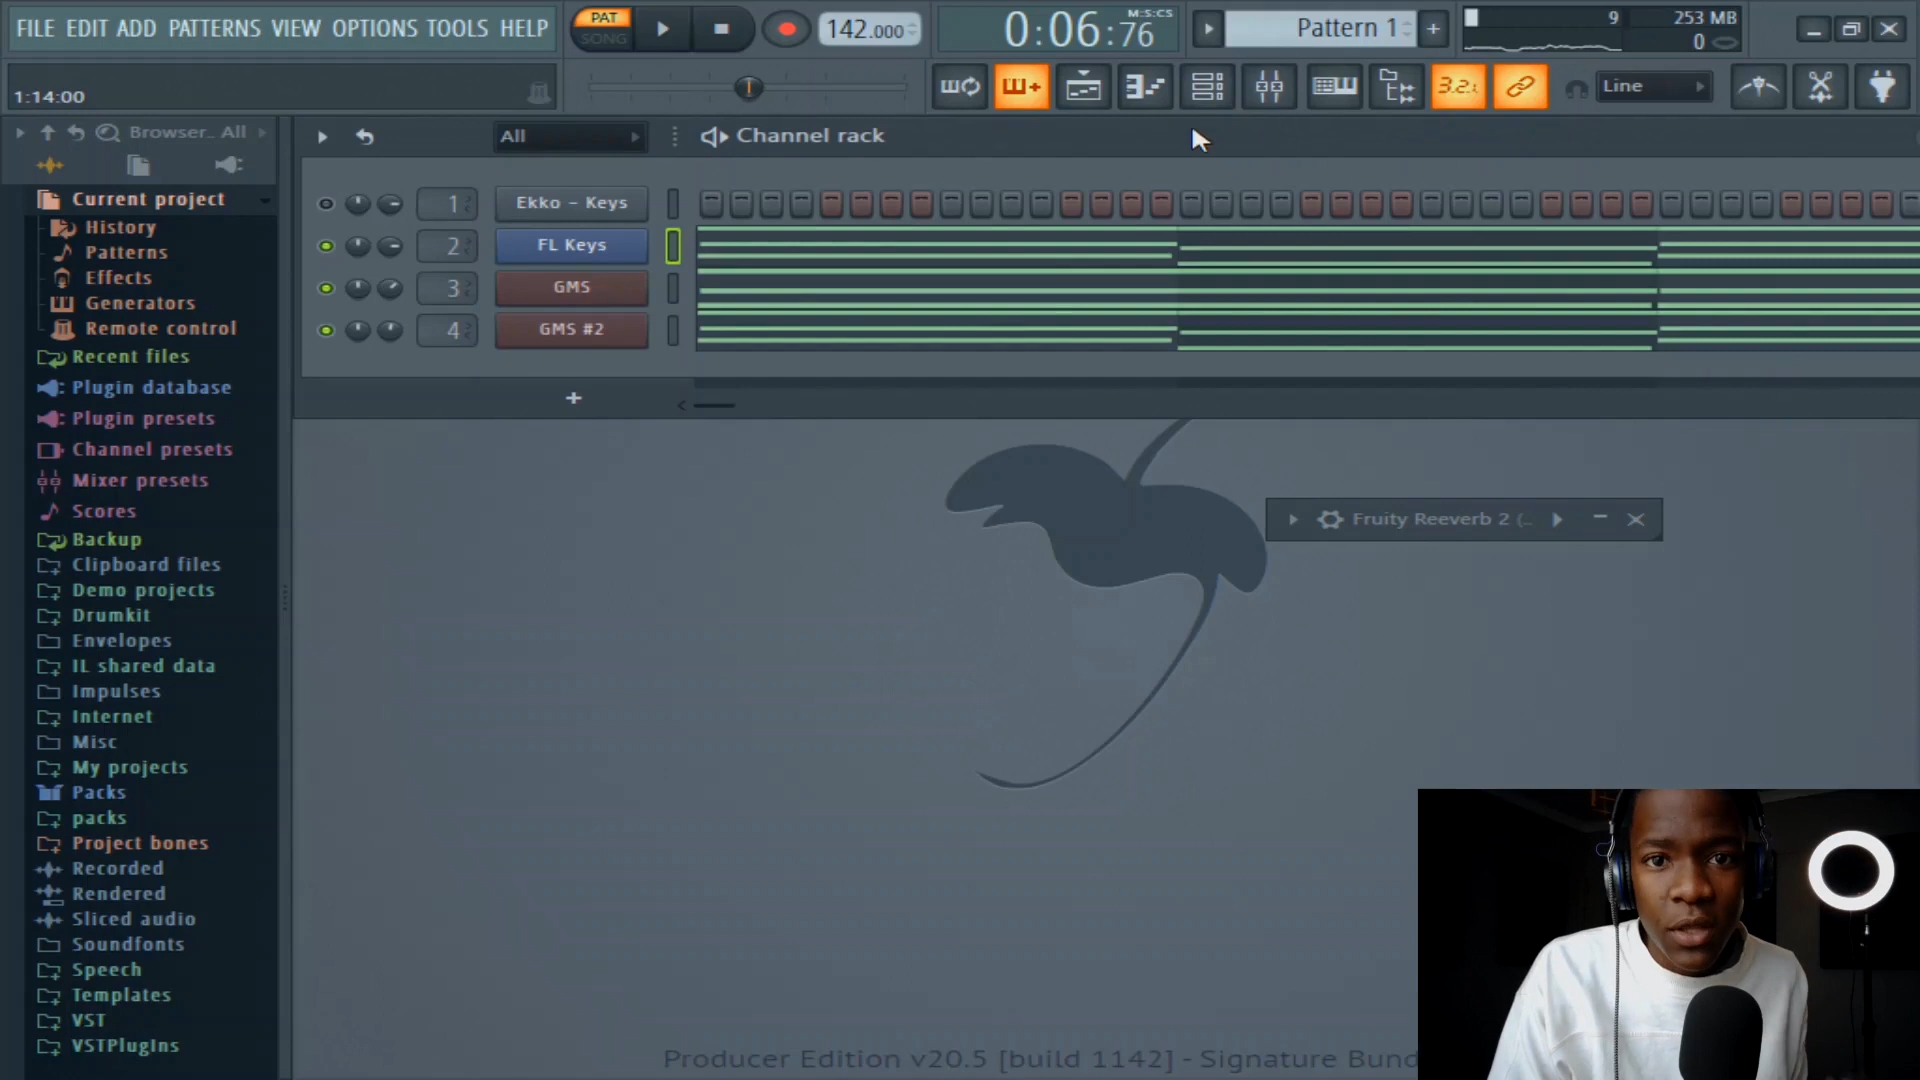 FILE EDIT ADD PATTERNS VIEW OPTIONS TOOLS HELP
PAT
SONG
142.000
0:06:76
M:S:CS
Pattern 1
+
9
253 MB
0
1:14:00
3.2.1
Line
Browser.. All
All
Channel rack
Current project
History
Patterns
Effects
Generators
Remote control
Recent files
Plugin database
Plugin presets
Channel presets
Mixer presets
Scores
Backup
Clipboard files
Demo projects
Drumkit
Envelopes
IL shared data
Impulses
Internet
Misc
My projects
Packs
packs
Project bones
Recorded
Rendered
Sliced audio
Soundfonts
Speech
Templates
VST
VSTPlugIns
1 Ekko – Keys
2 FL Keys
3 GMS
4 GMS #2
+
Fruity Reeverb 2 (..
Producer Edition v20.5 [build 1142] - Signature Bund